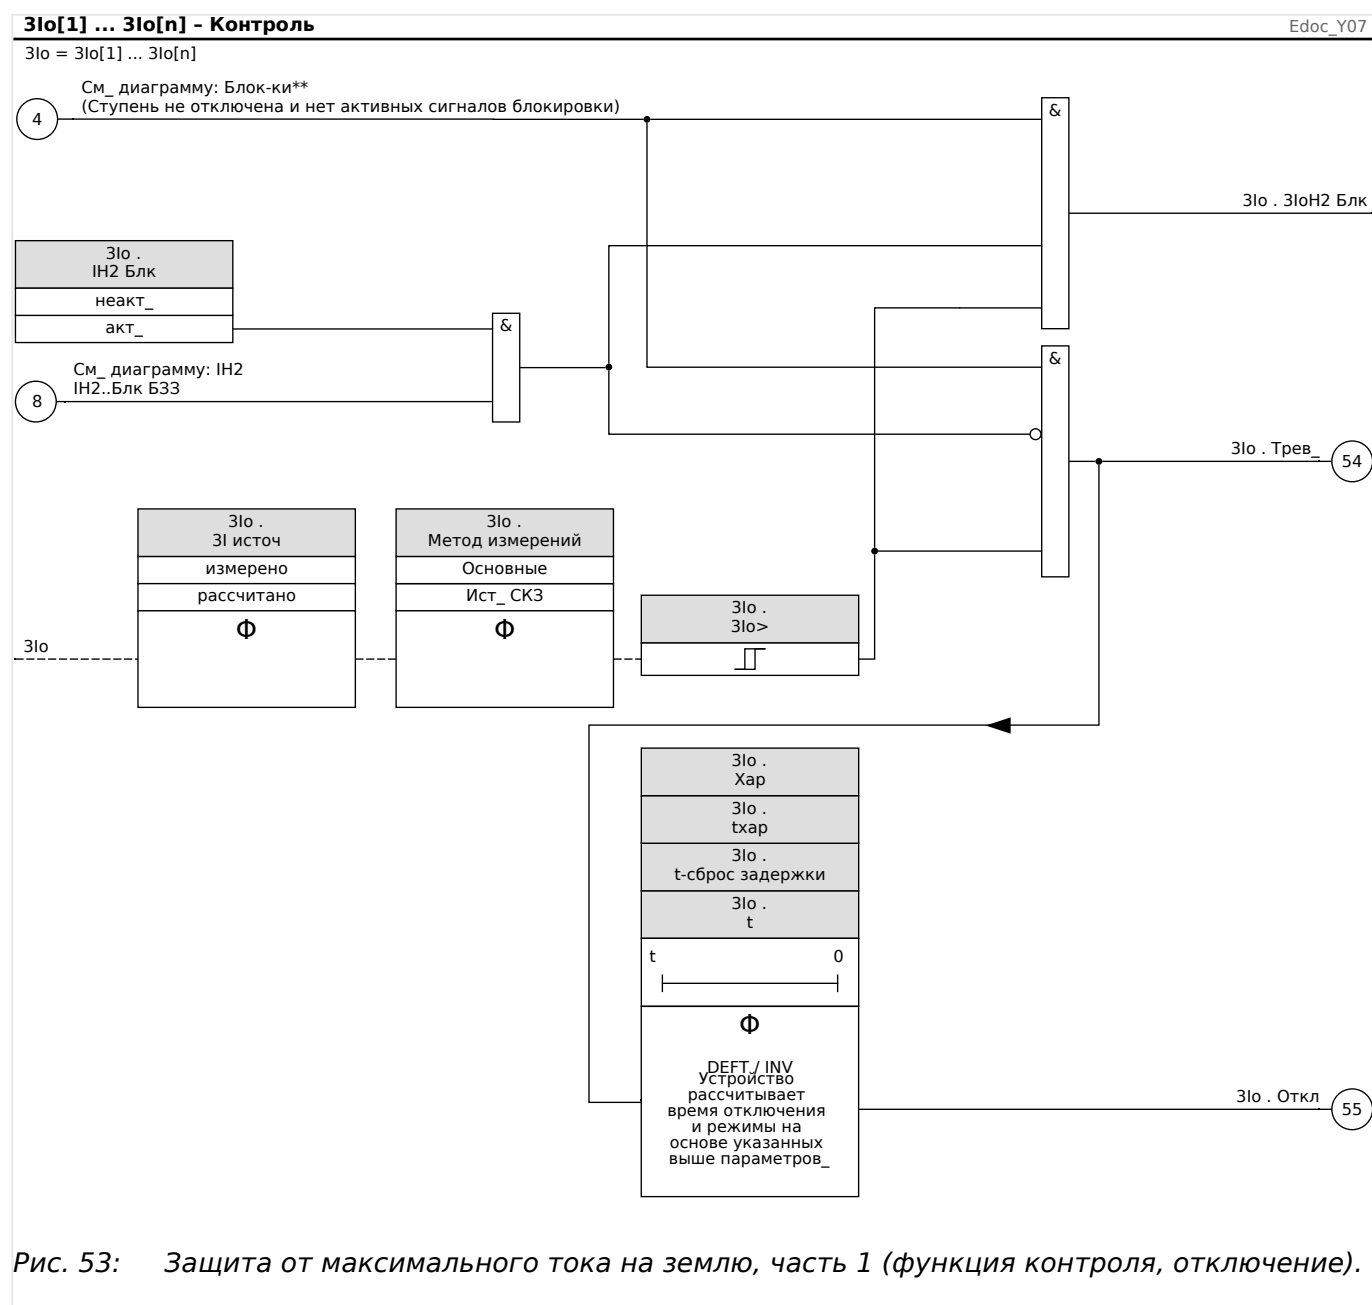 3Io[1] ... 3Io[n] – Контроль
Edoc_Y07
3Io = 3Io[1] ... 3Io[n]
См_ диаграмму: Блок-ки**
(Ступень не отключена и нет активных сигналов блокировки)
4
&
3Io . 3IoH2 Блк
3Io .
IH2 Блк
неакт_
акт_
&
См_ диаграмму: IH2
IH2..Блк БЗЗ
8
&
3Io . Трев_
54
3Io .
3I источ
измерено
рассчитано
Ф
3Io .
Метод измерений
Основные
Ист_ СКЗ
Ф
3Io
3Io .
3Io>
3Io .
Хар
3Io .
tхар
3Io .
t-сброс задержки
3Io .
t
t
0
Ф
DEFT / INV
Устройство
рассчитывает
время отключения
и режимы на
основе указанных
выше параметров_
3Io . Откл
55
Рис. 53: Защита от максимального тока на землю, часть 1 (функция контроля, отключение).